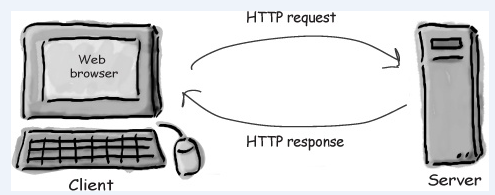 HTTP request
Web
browser
HTTP response
Client
Server